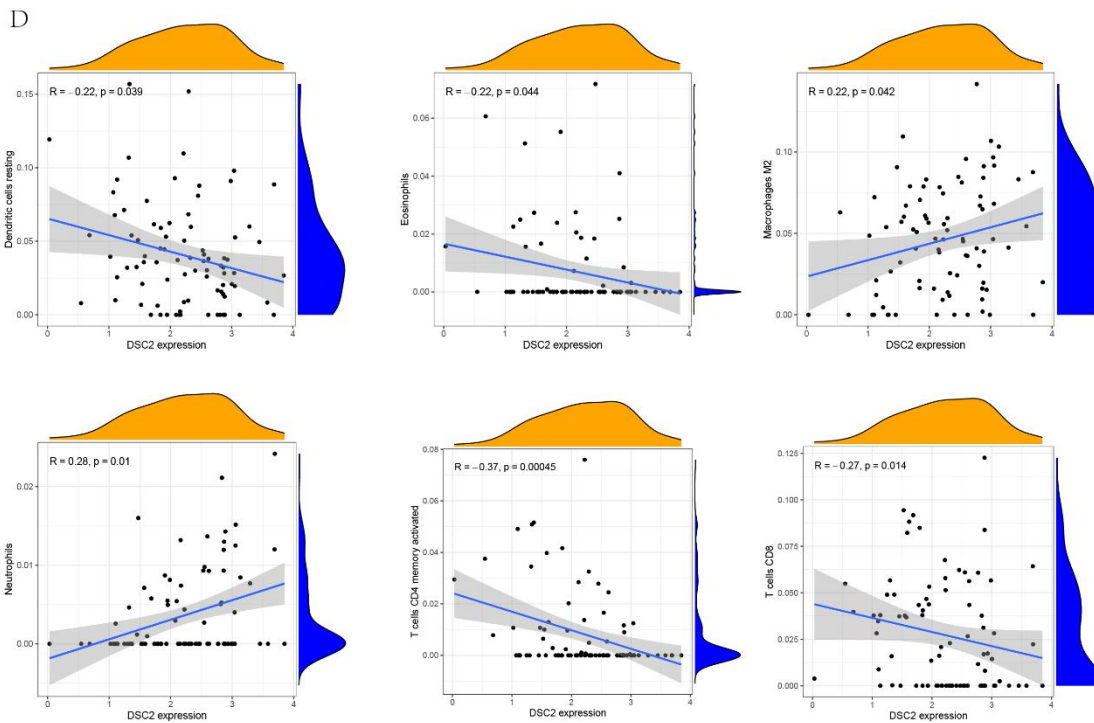 D
R = −0.22, p = 0.039
Dendritic cells resting
0.15
0.10
0.05
0.00
0 1 2 3 4
DSC2 expression
R = −0.22, p = 0.044
Eosinophils
0.06
0.04
0.02
0.00
0 1 2 3 4
DSC2 expression
R = 0.22, p = 0.042
Macrophages M2
0.10
0.05
0.00
0 1 2 3 4
DSC2 expression
R = 0.28, p = 0.01
Neutrophils
0.02
0.01
0.00
0 1 2 3 4
DSC2 expression
R = −0.37, p = 0.00045
T cells CD4 memory activated
0.08
0.06
0.04
0.02
0.00
0 1 2 3 4
DSC2 expression
R = −0.27, p = 0.014
T cells CD8
0.125
0.100
0.075
0.050
0.025
0.000
0 1 2 3 4
DSC2 expression